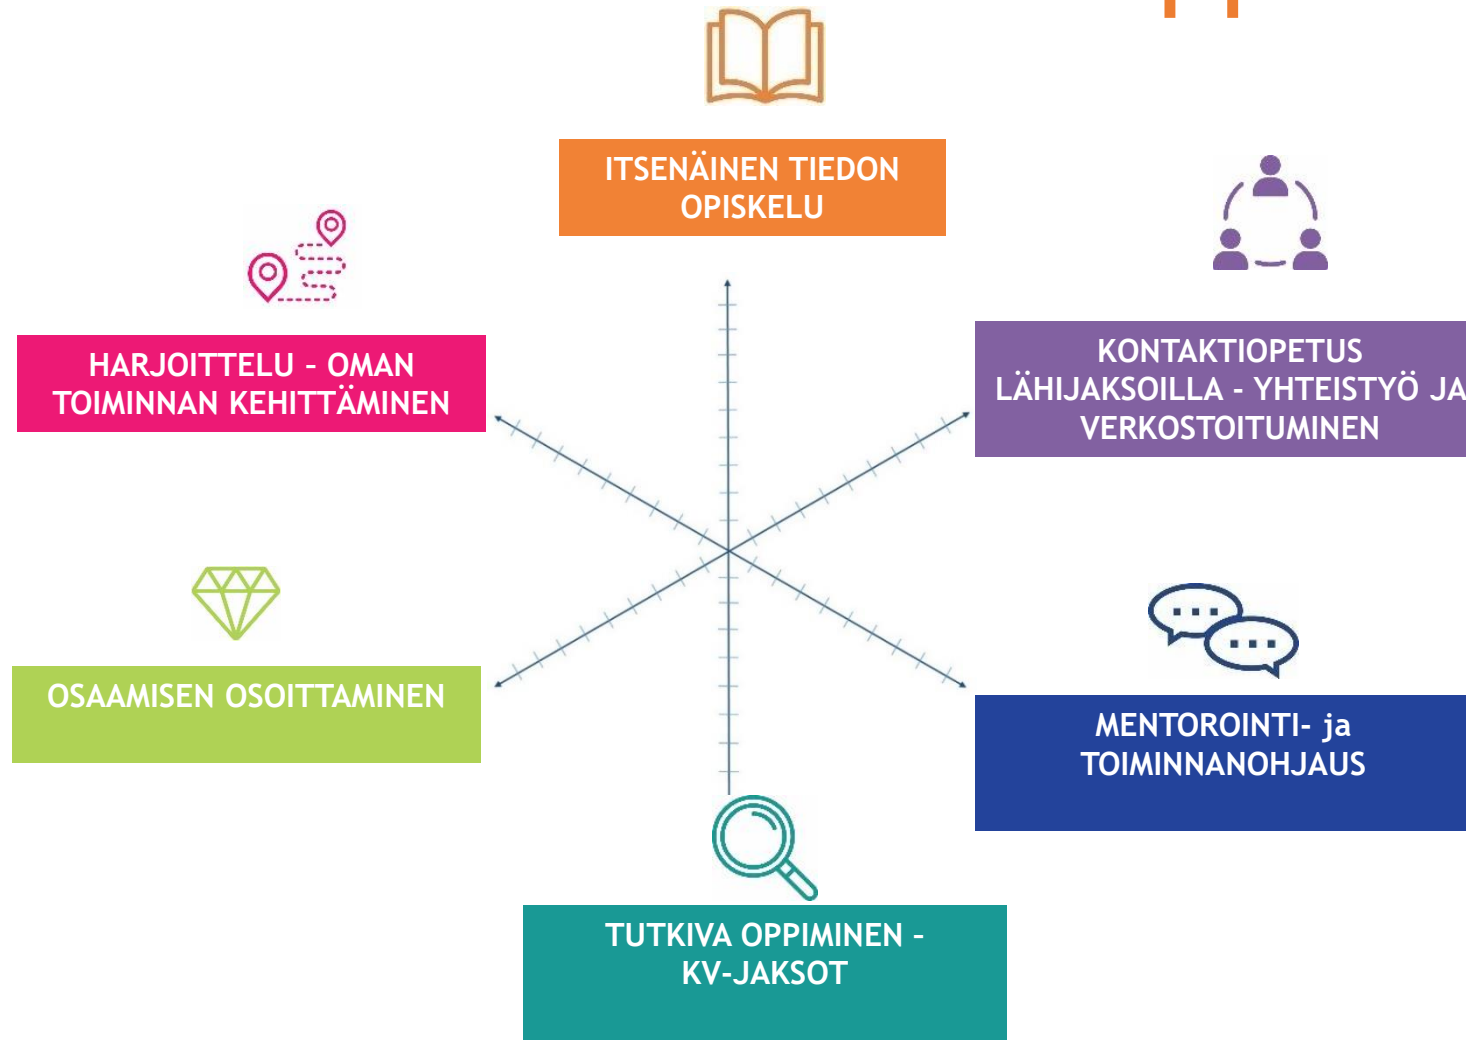 ITSENÄINEN TIEDON
OPISKELU
HARJOITTELU – OMAN
TOIMINNAN KEHITTÄMINEN
KONTAKTIOPETUS
LÄHIJAKSOILLA - YHTEISTYÖ JA
VERKOSTOITUMINEN
OSAAMISEN OSOITTAMINEN
MENTOROINTI- ja
TOIMINNANOHJAUS
TUTKIVA OPPIMINEN –
KV-JAKSOT